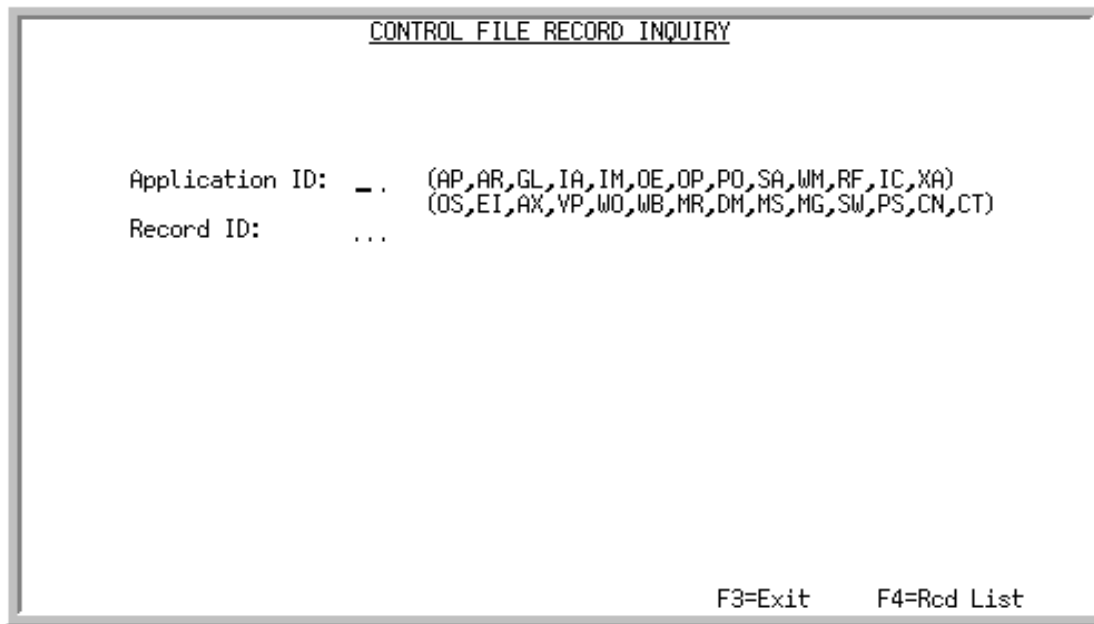 CONTROL FILE RECORD INQUIRY
Application ID: _ . (AP,AR,GL,IA,IM,OE,OP,PO,SA,WM,RF,IC,XA)
(OS,EI,AX,VP,WO,WB,MR,DM,MS,MG,SW,PS,CN,CT)
Record ID: ...
F3=Exit F4=Rcd List